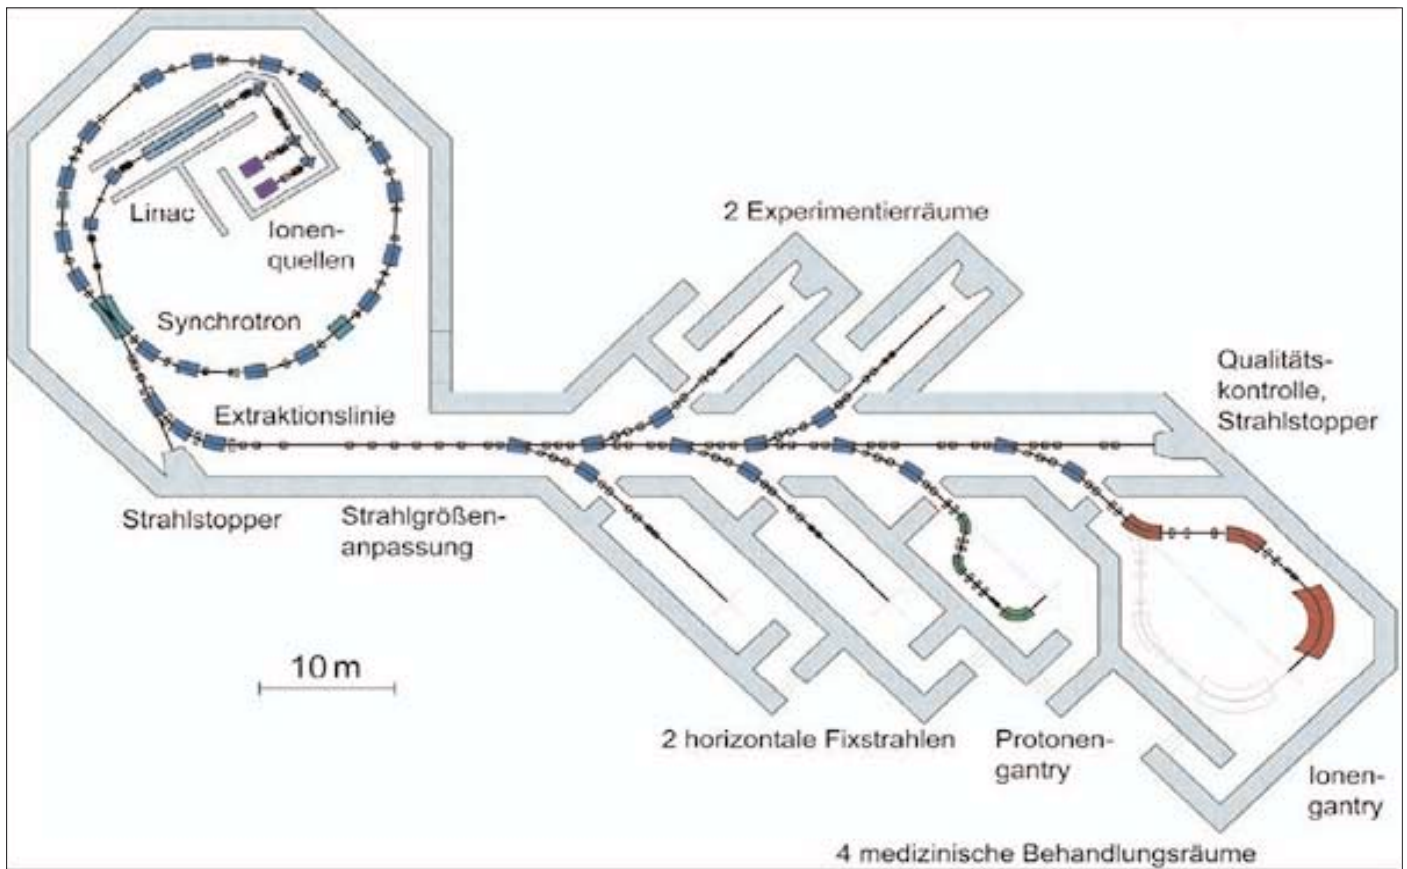 2 Experimentierräume
Linac
Ionen-
quellen
Synchrotron
Qualitäts-
kontrolle,
Strahlstopper
Extraktionslinie
Strahlstopper
Strahlgrößen-
anpassung
10 m
2 horizontale Fixstrahlen
Protonen-
gantry
Ionen-
gantry
4 medizinische Behandlungsräume